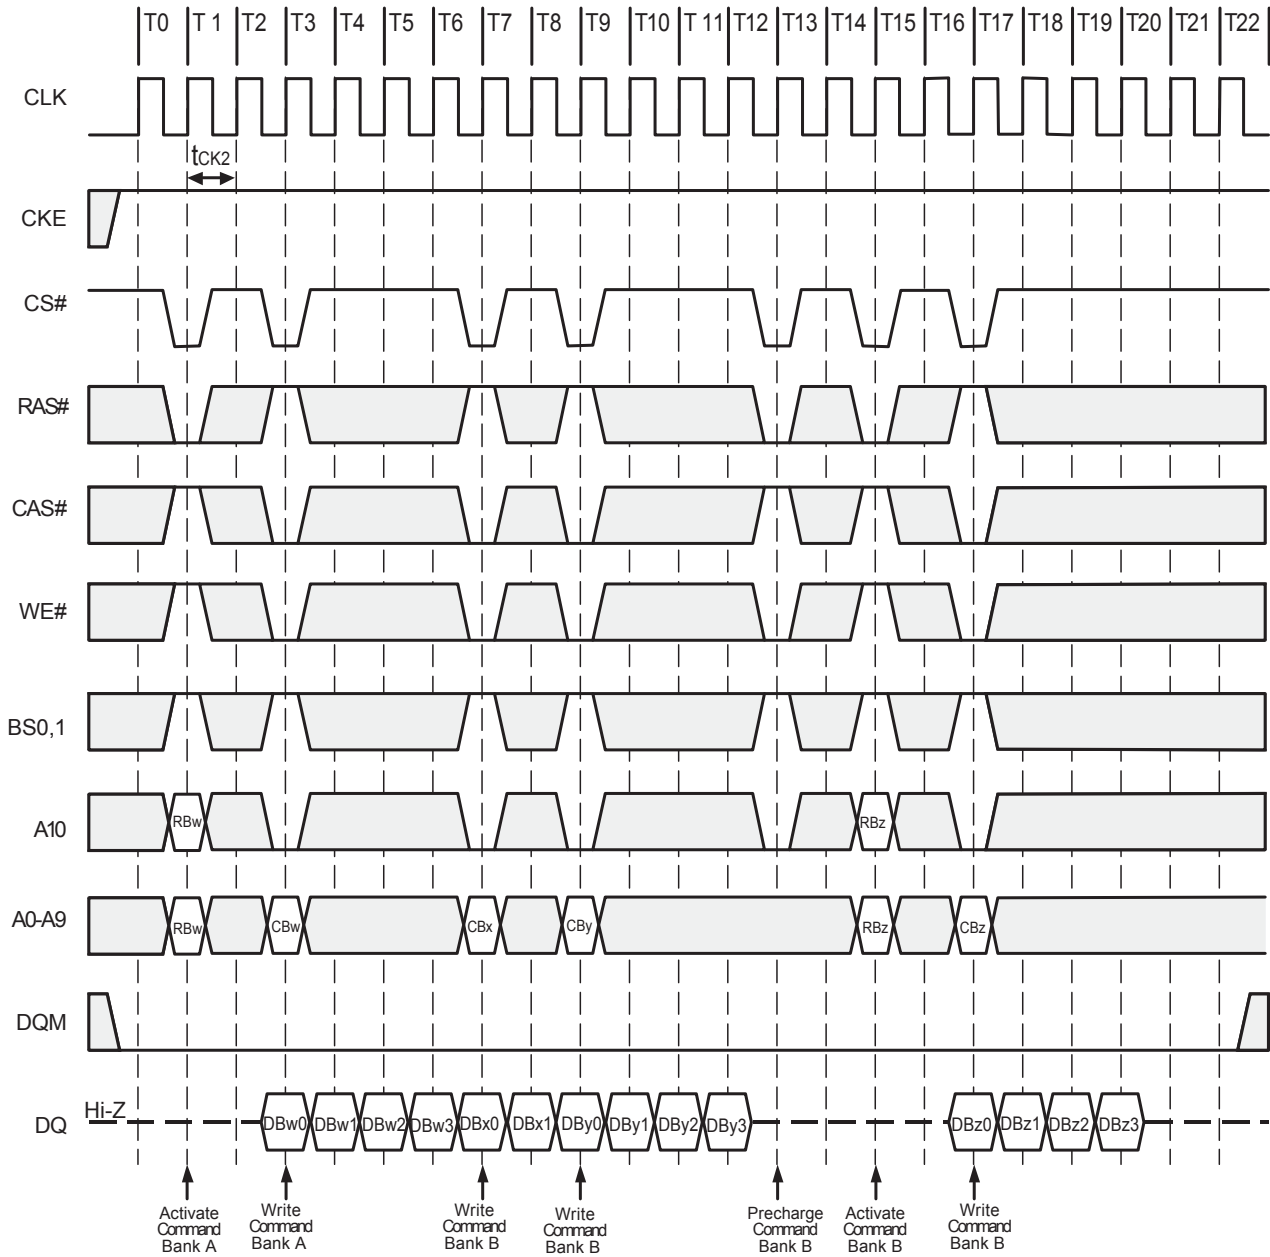 T0 T 1 T2 T3 T4 T5 T6 T7 T8 T9 T10 T 11 T12 T13 T14 T15 T16 T17 T18 T19 T20 T21 T22
CLK
tCK2
CKE
CS#
RAS#
CAS#
WE#
BS0,1
A10 RBw RBz
A0-A9 RBw CBw CBx CBy RBz CBz
DQM
DQ Hi-Z DBw0 DBw1 DBw2 DBw3 DBx0 DBx1 DBy0 DBy1 DBy2 DBy3 DBz0 DBz1 DBz2 DBz3
Activate
Command
Bank A
Write
Command
Bank A
Write
Command
Bank B
Write
Command
Bank B
Precharge
Command
Bank B
Activate
Command
Bank B
Write
Command
Bank B